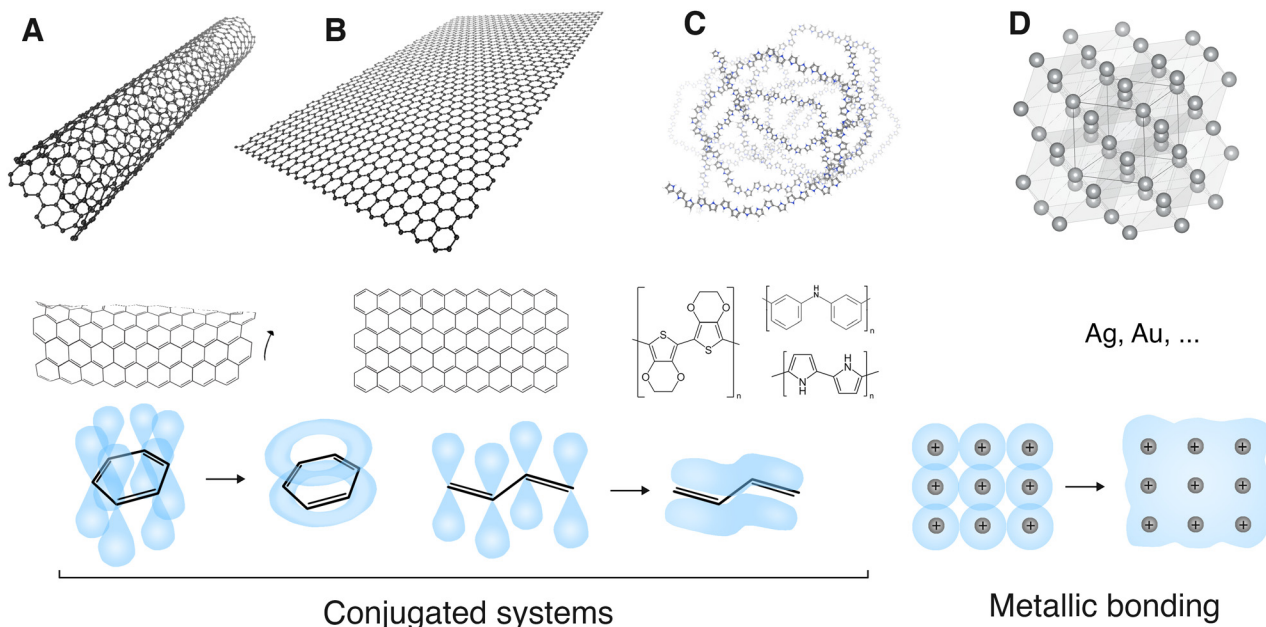 A
B
C
D
O
O
S
S
O
O
n
H
N
n
H
N
N
H
n
Ag, Au, ...
+ + +
+ + +
+ + +
+ + +
+ + +
+ + +
Conjugated systems
Metallic bonding